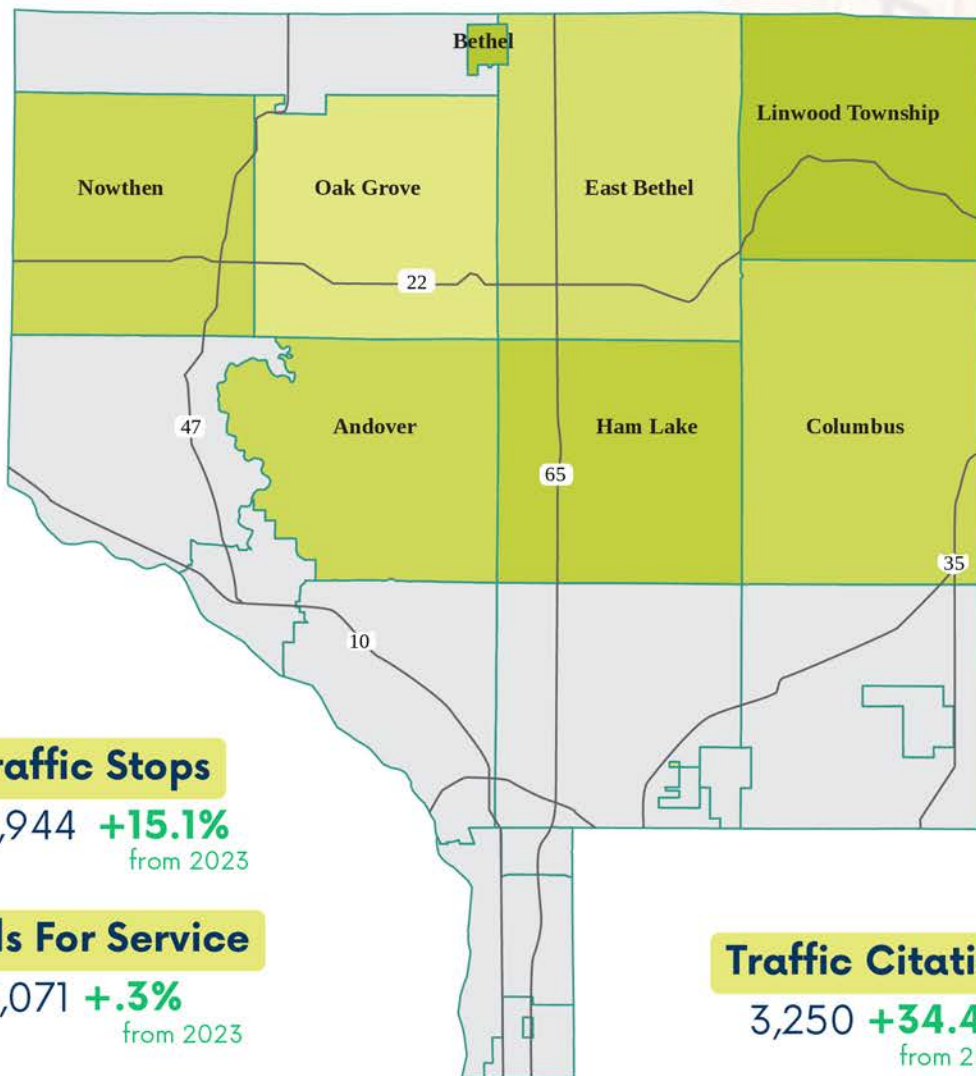 Bethel
Linwood Township
Nowthen
Oak Grove
East Bethel
22
47
Andover
Ham Lake
Columbus
65
35
10
raffic Stops
,944 +15.1%
from 2023
ls For Service
,071 +.3%
from 2023
Traffic Citati
3,250 +34.4
from 2